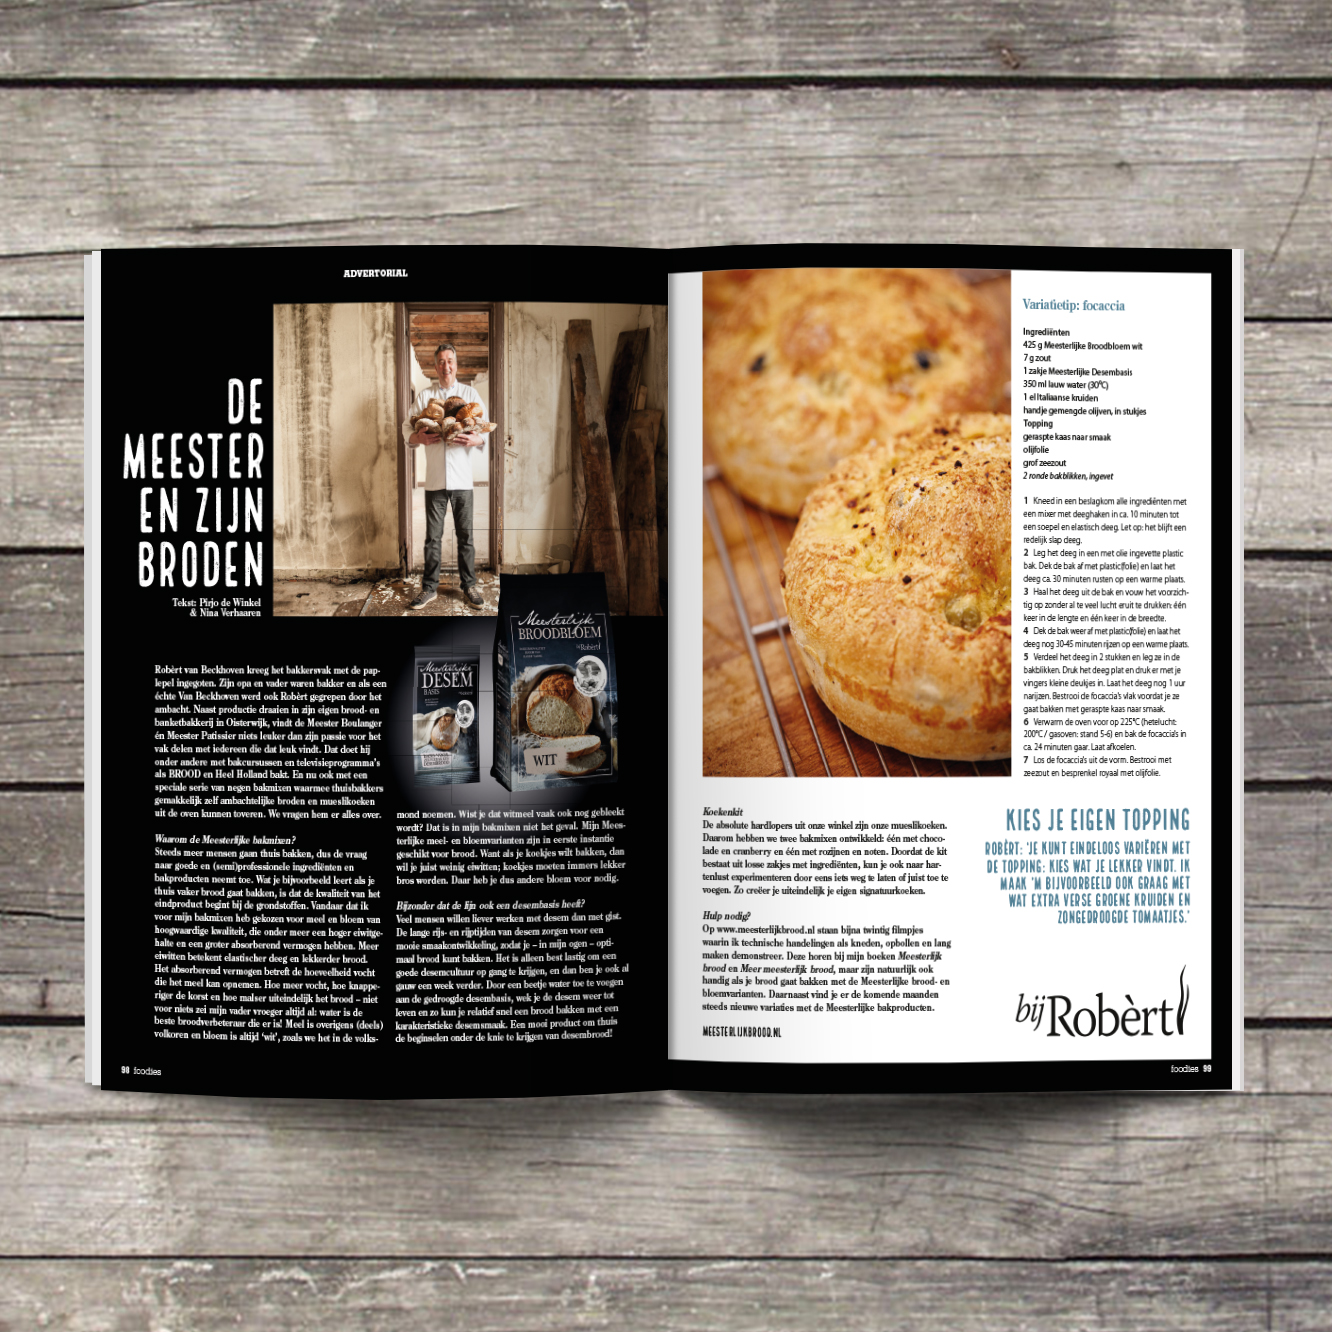 ADVERTORIAL
DE
MEESTER
EN ZIJN
BRODEN
Tekst: Pirjo de Winkel
& Nina Verhaaren
Meesterlijke
DESEM
BASIS
Meesterlijk
BROODBLOEM
bij Robèrt
WIT
Robèrt van Beckhoven kreeg het bakkersvak met de pap-
lepel ingegoten. Zijn opa en vader waren bakker en als een
échte Van Beckhoven werd ook Robèrt gegrepen door het
ambacht. Naast productie draaien in zijn eigen brood- en
banketbakkerij in Oisterwijk, vindt de Meester Boulanger
én Meester Patissier niets leuker dan zijn passie voor het
vak delen met iedereen die dat leuk vindt. Dat doet hij
onder andere met bakcursussen en televisieprogramma's
als BROOD en Heel Holland bakt. En nu ook met een
speciale serie van negen bakmixen waarmee thuisbakkers
gemakkelijk zelf ambachtelijke broden en mueslikoeken
uit de oven kunnen toveren. We vragen hem er alles over.
Waarom de Meesterlijke bakmixen?
Steeds meer mensen gaan thuis bakken, dus de vraag
naar goede en (semi)professionele ingrediënten en
bakproducten neemt toe. Wat je bijvoorbeeld leert als je
thuis vaker brood gaat bakken, is dat de kwaliteit van het
eindproduct begint bij de grondstoffen. Vandaar dat ik
voor mijn bakmixen heb gekozen voor meel en bloem van
hoogwaardige kwaliteit, die onder meer een hoger eiwitge-
halte en een groter absorberend vermogen hebben. Meer
eiwitten betekent elastischer deeg en lekkerder brood.
Het absorberend vermogen betreft de hoeveelheid vocht
die het meel kan opnemen. Hoe meer vocht, hoe knappe-
riger de korst en hoe malser uiteindelijk het brood – niet
voor niets zei mijn vader vroeger altijd al: water is de
beste broodverbeteraar die er is! Meel is overigens (deels)
volkoren en bloem is altijd 'wit', zoals we het in de volks-
mond noemen. Wist je dat witmeel vaak ook nog gebleekt
wordt? Dat is in mijn bakmixen niet het geval. Mijn Mees-
terlijke meel- en bloemvarianten zijn in eerste instantie
geschikt voor brood. Want als je koekjes wilt bakken, dan
wil je juist weinig eiwitten; koekjes moeten immers lekker
bros worden. Daar heb je dus andere bloem voor nodig.
Bijzonder dat de lijn ook een desembasis heeft?
Veel mensen willen liever werken met desem dan met gist.
De lange rijs- en rijptijden van desem zorgen voor een
mooie smaakontwikkeling, zodat je – in mijn ogen – opti-
maal brood kunt bakken. Het is alleen best lastig om een
goede desemcultuur op gang te krijgen, en dan ben je ook al
gauw een week verder. Door een beetje water toe te voegen
aan de gedroogde desembasis, wek je de desem weer tot
leven en zo kun je relatief snel een brood bakken met een
karakteristieke desemsmaak. Een mooi product om thuis
de beginselen onder de knie te krijgen van desembrood!
98 foodies
Variatietip: focaccia
Ingrediënten
425 g Meesterlijke Broodbloem wit
7 g zout
1 zakje Meesterlijke Desembasis
350 ml lauw water (30°C)
1 el Italiaanse kruiden
handje gemengde olijven, in stukjes
Topping
geraspte kaas naar smaak
olijfolie
grof zeezout
2 ronde bakblikken, ingevet
1 Kneed in een beslagkom alle ingrediënten met
een mixer met deeghaken in ca. 10 minuten tot
een soepel en elastisch deeg. Let op: het blijft een
redelijk slap deeg.
2 Leg het deeg in een met olie ingevette plastic
bak. Dek de bak af met plastic(folie) en laat het
deeg ca. 30 minuten rusten op een warme plaats.
3 Haal het deeg uit de bak en vouw het voorzich-
tig op zonder al te veel lucht eruit te drukken: één
keer in de lengte en één keer in de breedte.
4 Dek de bak weer af met plastic(folie) en laat het
deeg nog 30-45 minuten rijzen op een warme plaats.
5 Verdeel het deeg in 2 stukken en leg ze in de
bakblikken. Druk het deeg plat en druk er met je
vingers kleine deukjes in. Laat het deeg nog 1 uur
narijzen. Bestrooi de focaccia's vlak voordat je ze
gaat bakken met geraspte kaas naar smaak.
6 Verwarm de oven voor op 225°C (hetelucht:
200°C / gasoven: stand 5-6) en bak de focaccia's in
ca. 24 minuten gaar. Laat afkoelen.
7 Los de focaccia's uit de vorm. Bestrooi met
zeezout en besprenkel royaal met olijfolie.
Koekenkit
De absolute hardlopers uit onze winkel zijn onze mueslikoeken.
Daarom hebben we twee bakmixen ontwikkeld: één met choco-
lade en cranberry en één met rozijnen en noten. Doordat de kit
bestaat uit losse zakjes met ingrediënten, kun je ook naar har-
tenlust experimenteren door eens iets weg te laten of juist toe te
voegen. Zo creëer je uiteindelijk je eigen signatuurkoeken.
Hulp nodig?
Op www.meesterlijkbrood.nl staan bijna twintig filmpjes
waarin ik technische handelingen als kneden, opbollen en lang
maken demonstreer. Deze horen bij mijn boeken Meesterlijk
brood en Meer meesterlijk brood, maar zijn natuurlijk ook
handig als je brood gaat bakken met de Meesterlijke brood- en
bloemvarianten. Daarnaast vind je er de komende maanden
steeds nieuwe variaties met de Meesterlijke bakproducten.
MEESTERLIJKBROOD.NL
KIES JE EIGEN TOPPING
ROBÈRT: 'JE KUNT EINDELOOS VARIËREN MET
DE TOPPING: KIES WAT JE LEKKER VINDT. IK
MAAK 'M BIJVOORBEELD OOK GRAAG MET
WAT EXTRA VERSE GROENE KRUIDEN EN
ZONGEDROOGDE TOMAATJES.'
bij Robèrt
foodies 99